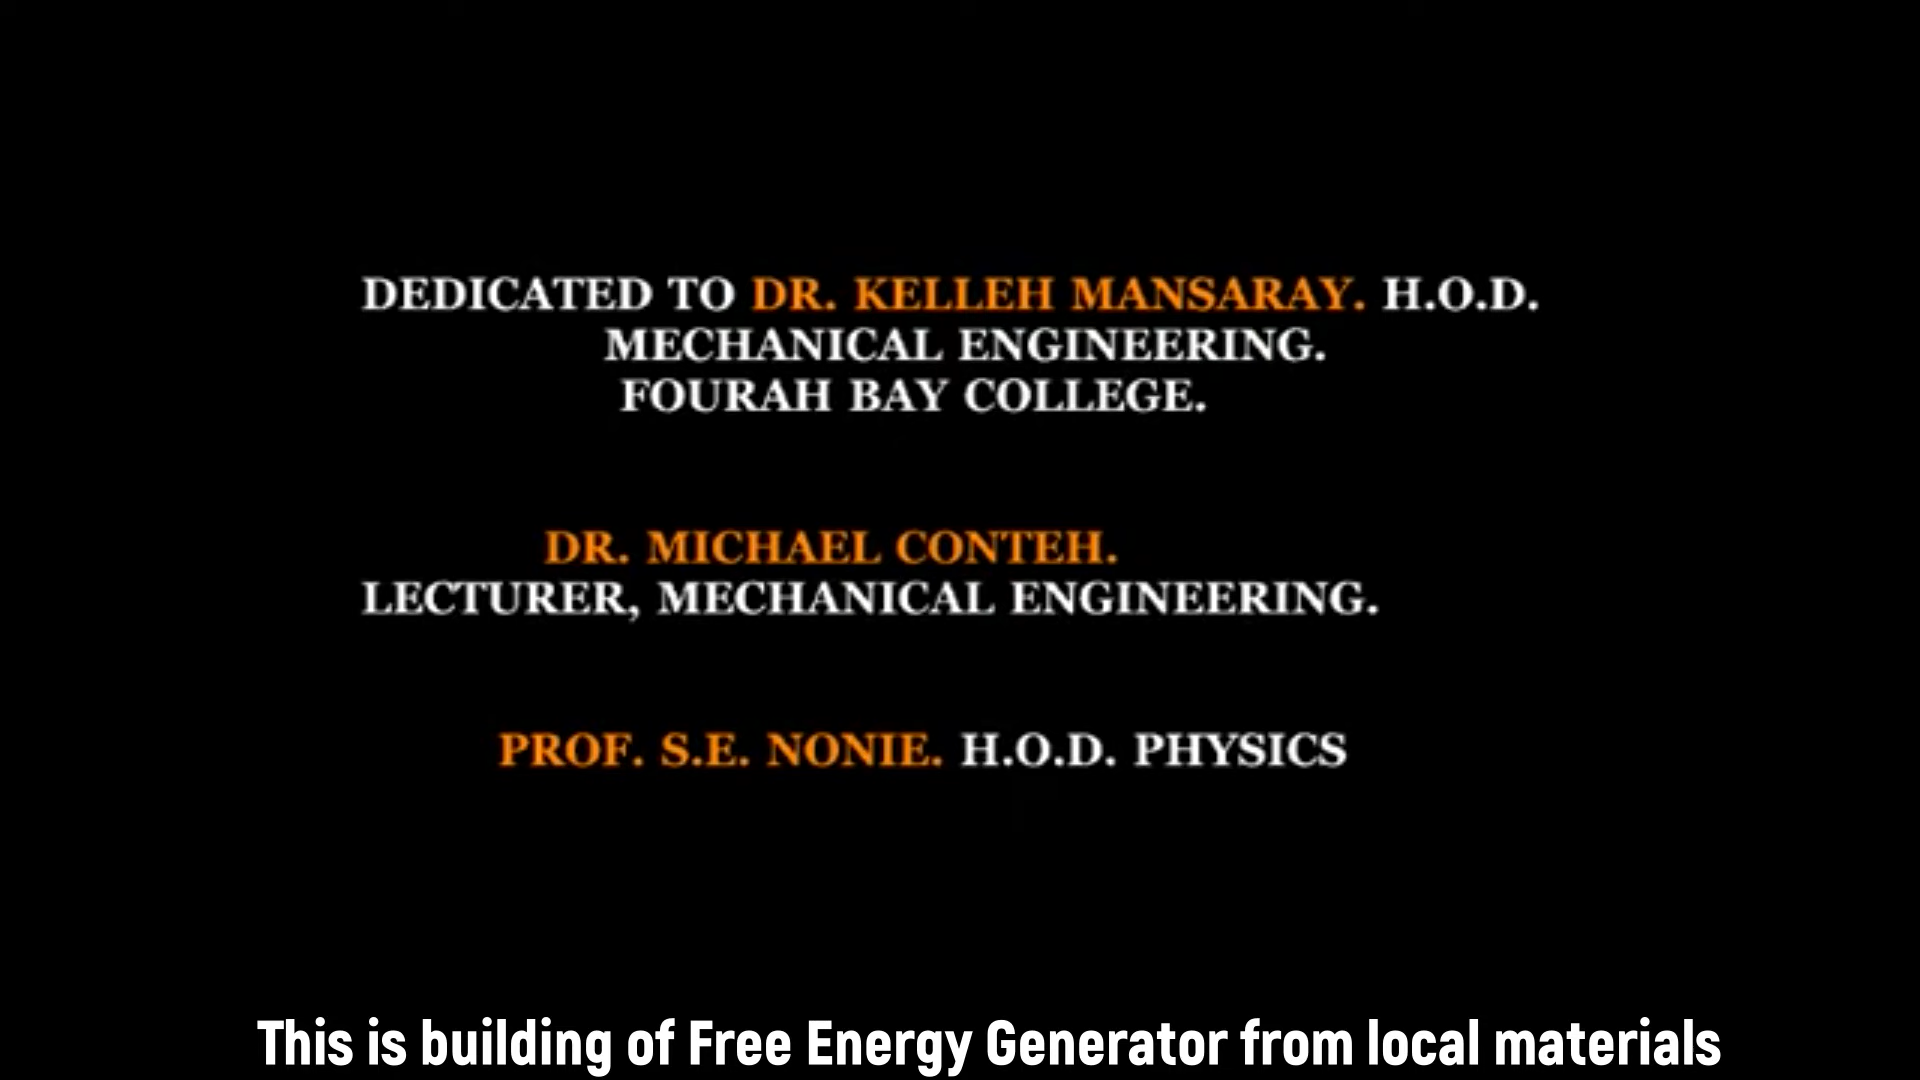 DEDICATED TO DR. KELLEH MANSARAY. H.O.D.
MECHANICAL ENGINEERING.
FOURAH BAY COLLEGE.
DR. MICHAEL CONTEH.
LECTURER, MECHANICAL ENGINEERING.
PROF. S.E. NONIE. H.O.D. PHYSICS
This is building of Free Energy Generator from local materials